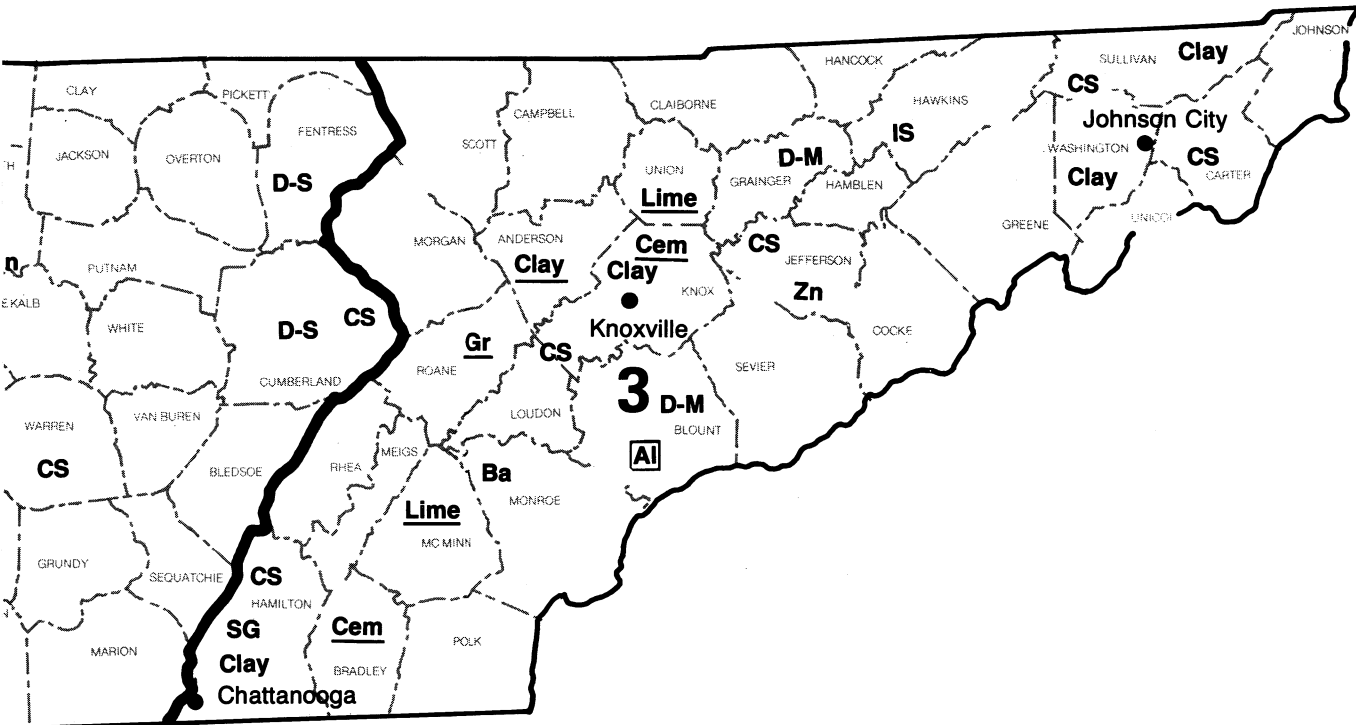 JOHNSON
SULLIVAN
Clay
HANCOCK
CLAY
PICKETT
CS
HAWKINS
CLAIBORNE
CAMPBELL
FENTRESS
Johnson City
IS
SCOTT
WASHINGTON
JACKSON
OVERTON
D-M
CS
UNION
CARTER
Clay
GRAINGER
HAMBLEN
D-S
Lime
UNICOI
GREENE
MORGAN
ANDERSON
Cem
CS
JEFFERSON
n
PUTNAM
Clay
Clay
KNOX
Zn
EKALB
CS
WHITE
D-S
Knoxville
COCKE
Gr
CS
ROANE
SEVIER
CUMBERLAND
3
D-M
LOUDON
VAN BUREN
WARREN
BLOUNT
CS
BLEDSOE
RHEA
MEIGS
Al
Ba
MONROE
Lime
MC MINN
GRUNDY
SEQUATCHIE
CS
HAMILTON
SG
Cem
POLK
MARION
Clay
BRADLEY
Chattanooga